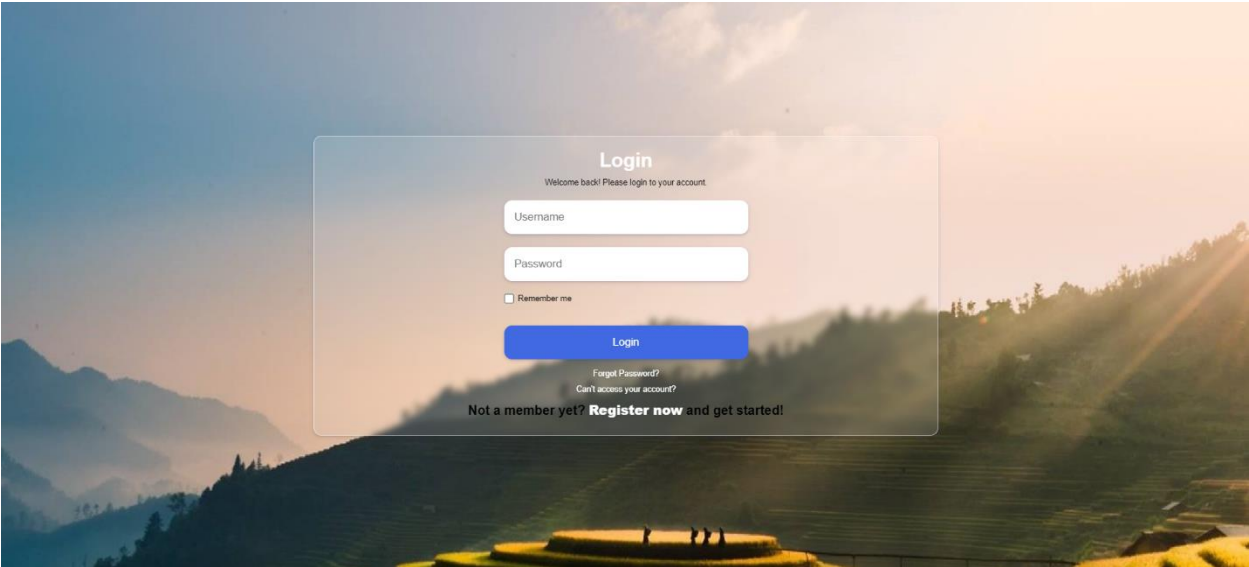 Login
Welcome back! Please login to your account.
Username
Password
Remember me
Login
Forgot Password?
Can't access your account?
Not a member yet? Register now and get started!